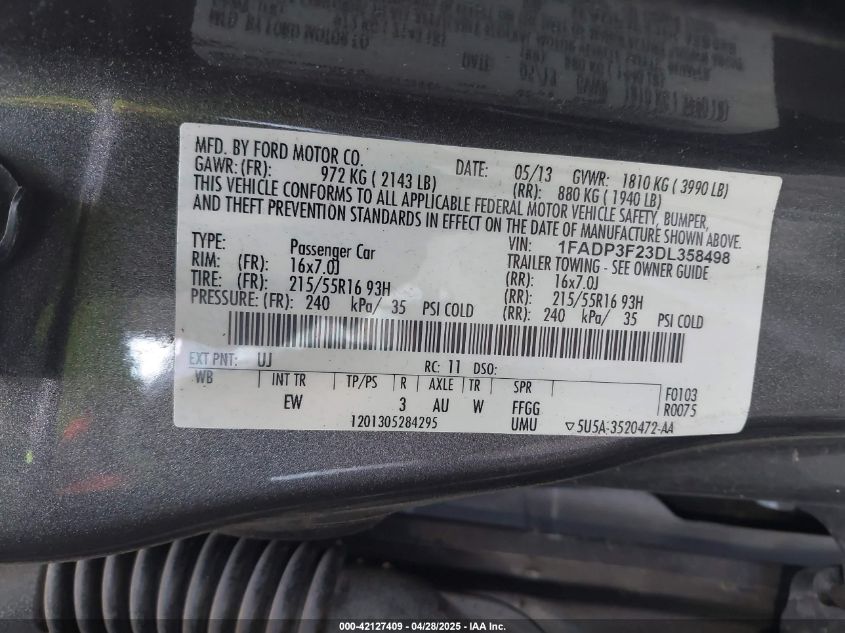 MFD. BY FORD MOTOR CO. DATE: 05/13 GVWR: 1810 KG ( 3990 LB)
GAWR: (FR): 972 KG ( 2143 LB) (RR): 880 KG ( 1940 LB)
THIS VEHICLE CONFORMS TO ALL APPLICABLE FEDERAL MOTOR VEHICLE SAFETY, BUMPER,
AND THEFT PREVENTION STANDARDS IN EFFECT ON THE DATE OF MANUFACTURE SHOWN ABOVE.
VIN: 1FADP3F23DL358498
TYPE: Passenger Car TRAILER TOWING - SEE OWNER GUIDE
RIM: (FR): 16x7.0J (RR): 16x7.0J
TIRE: (FR): 215/55R16 93H (RR): 215/55R16 93H
PRESSURE: (FR): 240 kPa/ 35 PSI COLD (RR): 240 kPa/ 35 PSI COLD
EXT PNT: UJ RC: 11 DSO:
WB INT TR TP/PS R AXLE TR SPR F0103
EW 3 AU W FFGG R0075
1201305284295 UMU ▽5U5A-3520472-AA
000-42127409 - 04/28/2025 - IAA Inc.